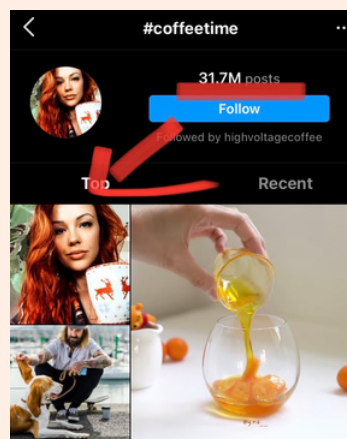 #coffeetime
31.7M posts
Follow
Followed by highvoltagecoffee
Top
Recent